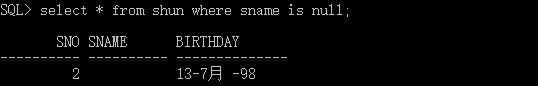 SQL> select * from shun where sname is null;
SNO SNAME BIRTHDAY
---------- ---------- --------------
2 13-7月 -98